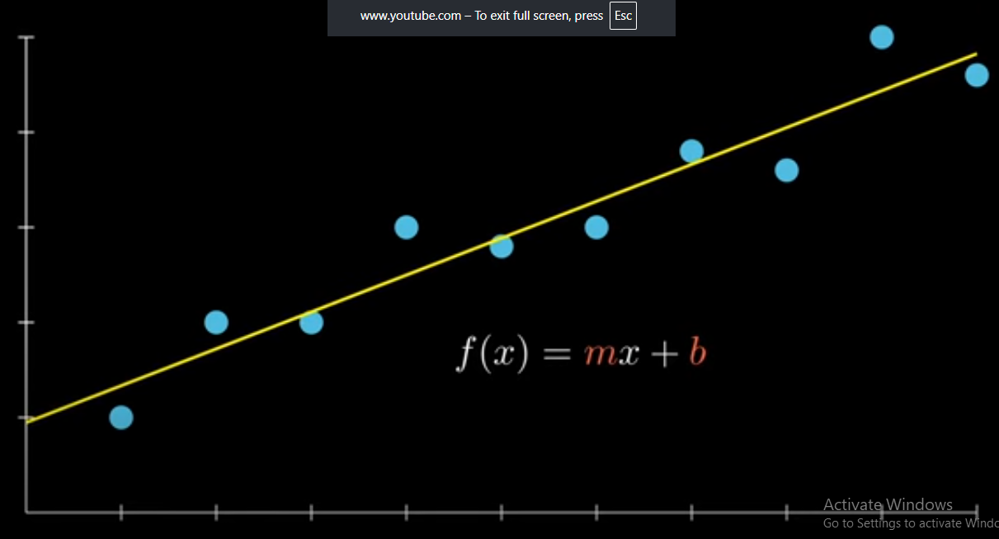 www.youtube.com – To exit full screen, press Esc
f(x) = mx + b
Activate Windows
Go to Settings to activate Windo